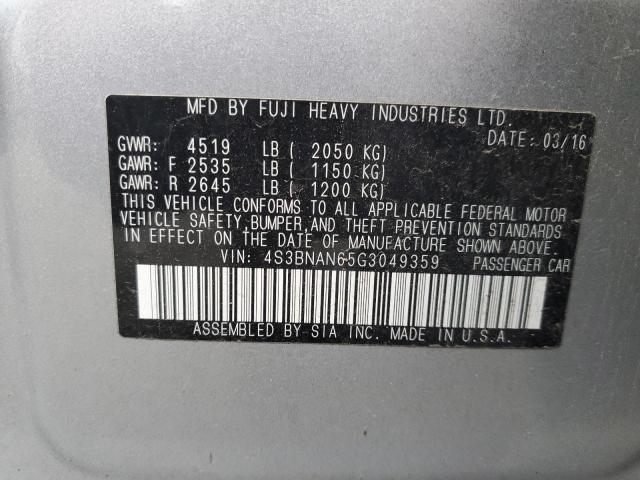 MFD BY FUJI HEAVY INDUSTRIES LTD.
DATE: 03/16
GVWR: 4519 LB ( 2050 KG)
GAWR: F 2535 LB ( 1150 KG)
GAWR: R 2645 LB ( 1200 KG)
THIS VEHICLE CONFORMS TO ALL APPLICABLE FEDERAL MOTOR
VEHICLE SAFETY,BUMPER,AND THEFT PREVENTION STANDARDS
IN EFFECT ON THE DATE OF MANUFACTURE SHOWN ABOVE.
VIN: 4S3BNAN65G3049359 PASSENGER CAR
ASSEMBLED BY SIA INC. MADE IN U.S.A.